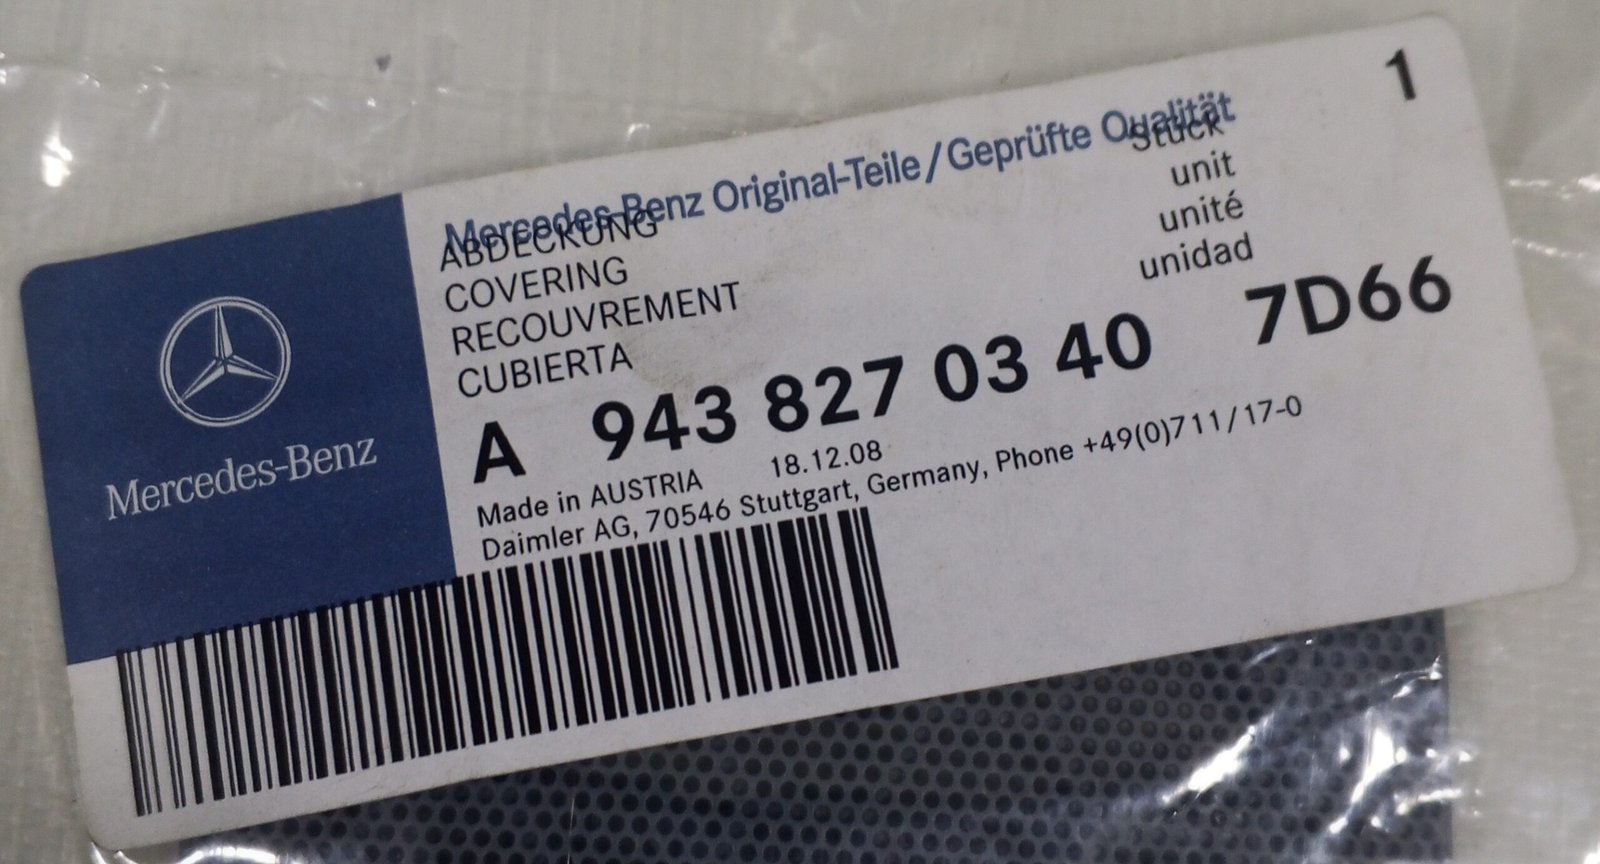 Mercedes-Benz
Mercedes-Benz Original-Teile/Geprüfte Qualität
1
ABDECKUNG
COVERING
RECOUVREMENT
CUBIERTA
Stück
unit
unité
unidad
A 943 827 03 40 7D66
Made in AUSTRIA 18.12.08
Daimler AG, 70546 Stuttgart, Germany, Phone +49(0)711/17-0